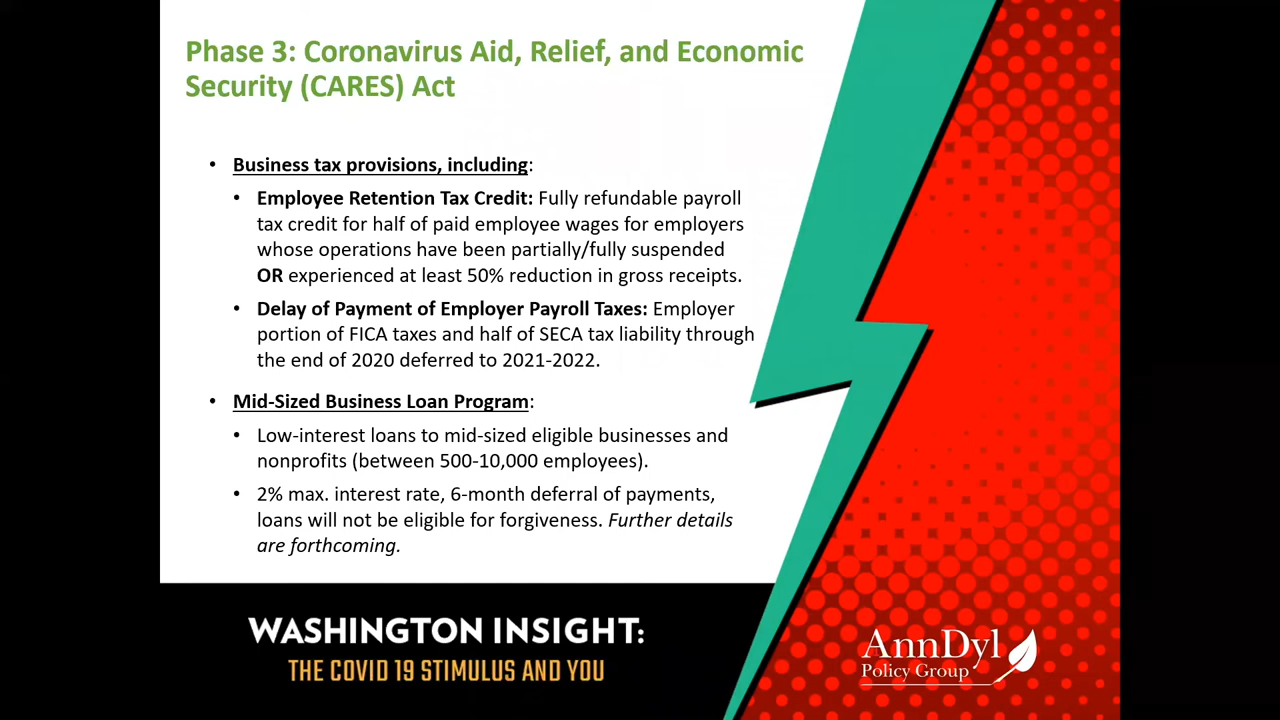 Phase 3: Coronavirus Aid, Relief, and Economic
Security (CARES) Act
• Business tax provisions, including:
• Employee Retention Tax Credit: Fully refundable payroll
tax credit for half of paid employee wages for employers
whose operations have been partially/fully suspended
OR experienced at least 50% reduction in gross receipts.
• Delay of Payment of Employer Payroll Taxes: Employer
portion of FICA taxes and half of SECA tax liability through
the end of 2020 deferred to 2021-2022.
• Mid-Sized Business Loan Program:
• Low-interest loans to mid-sized eligible businesses and
nonprofits (between 500-10,000 employees).
• 2% max. interest rate, 6-month deferral of payments,
loans will not be eligible for forgiveness. Further details
are forthcoming.
WASHINGTON INSIGHT:
THE COVID 19 STIMULUS AND YOU
AnnDyl
Policy Group